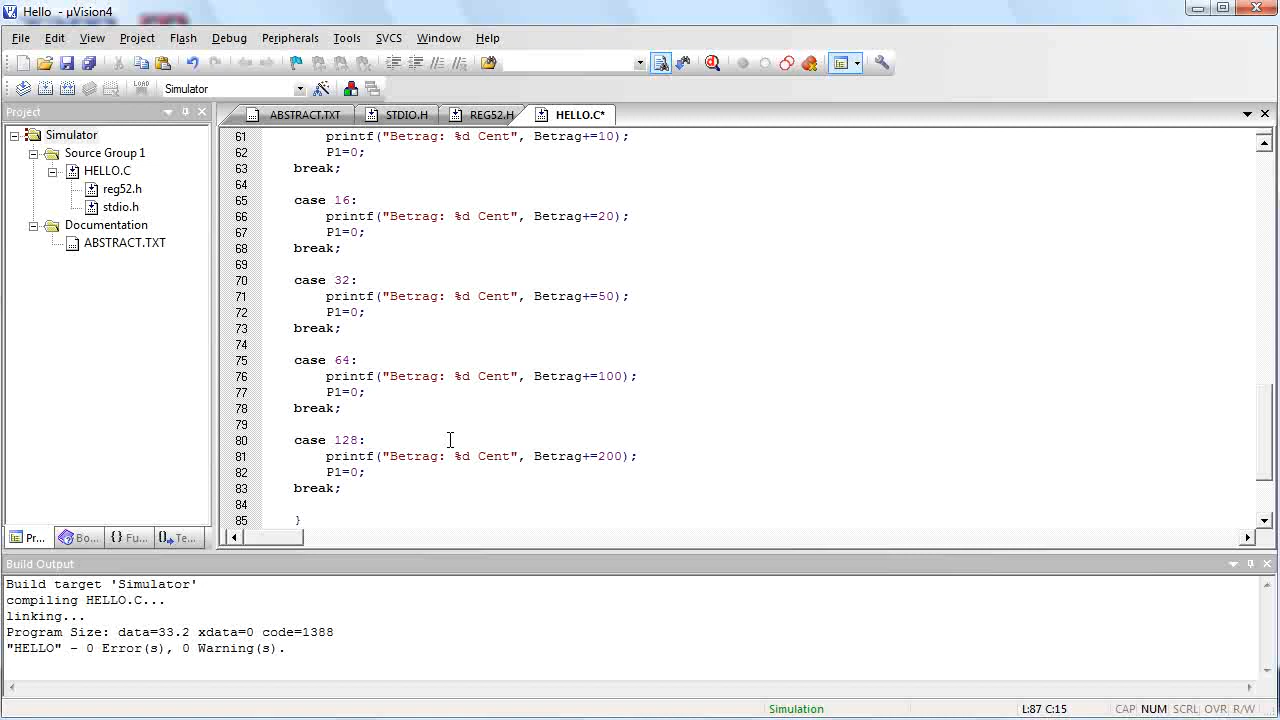 Hello - µVision4
File Edit View Project Flash Debug Peripherals Tools SVCS Window Help
LOAD Simulator
Project
ABSTRACT.TXT STDIO.H REG52.H HELLO.C*
Simulator
Source Group 1
HELLO.C
reg52.h
stdio.h
Documentation
ABSTRACT.TXT
61 printf("Betrag: %d Cent", Betrag+=10);
62 P1=0;
63 break;
64
65 case 16:
66 printf("Betrag: %d Cent", Betrag+=20);
67 P1=0;
68 break;
69
70 case 32:
71 printf("Betrag: %d Cent", Betrag+=50);
72 P1=0;
73 break;
74
75 case 64:
76 printf("Betrag: %d Cent", Betrag+=100);
77 P1=0;
78 break;
79
80 case 128:
81 printf("Betrag: %d Cent", Betrag+=200);
82 P1=0;
83 break;
84
85 }
Pr... Bo... {} Fu... Te...
Build Output
Build target 'Simulator'
compiling HELLO.C...
linking...
Program Size: data=33.2 xdata=0 code=1388
"HELLO" - 0 Error(s), 0 Warning(s).
Simulation L:87 C:15 CAP NUM SCRL OVR R/W